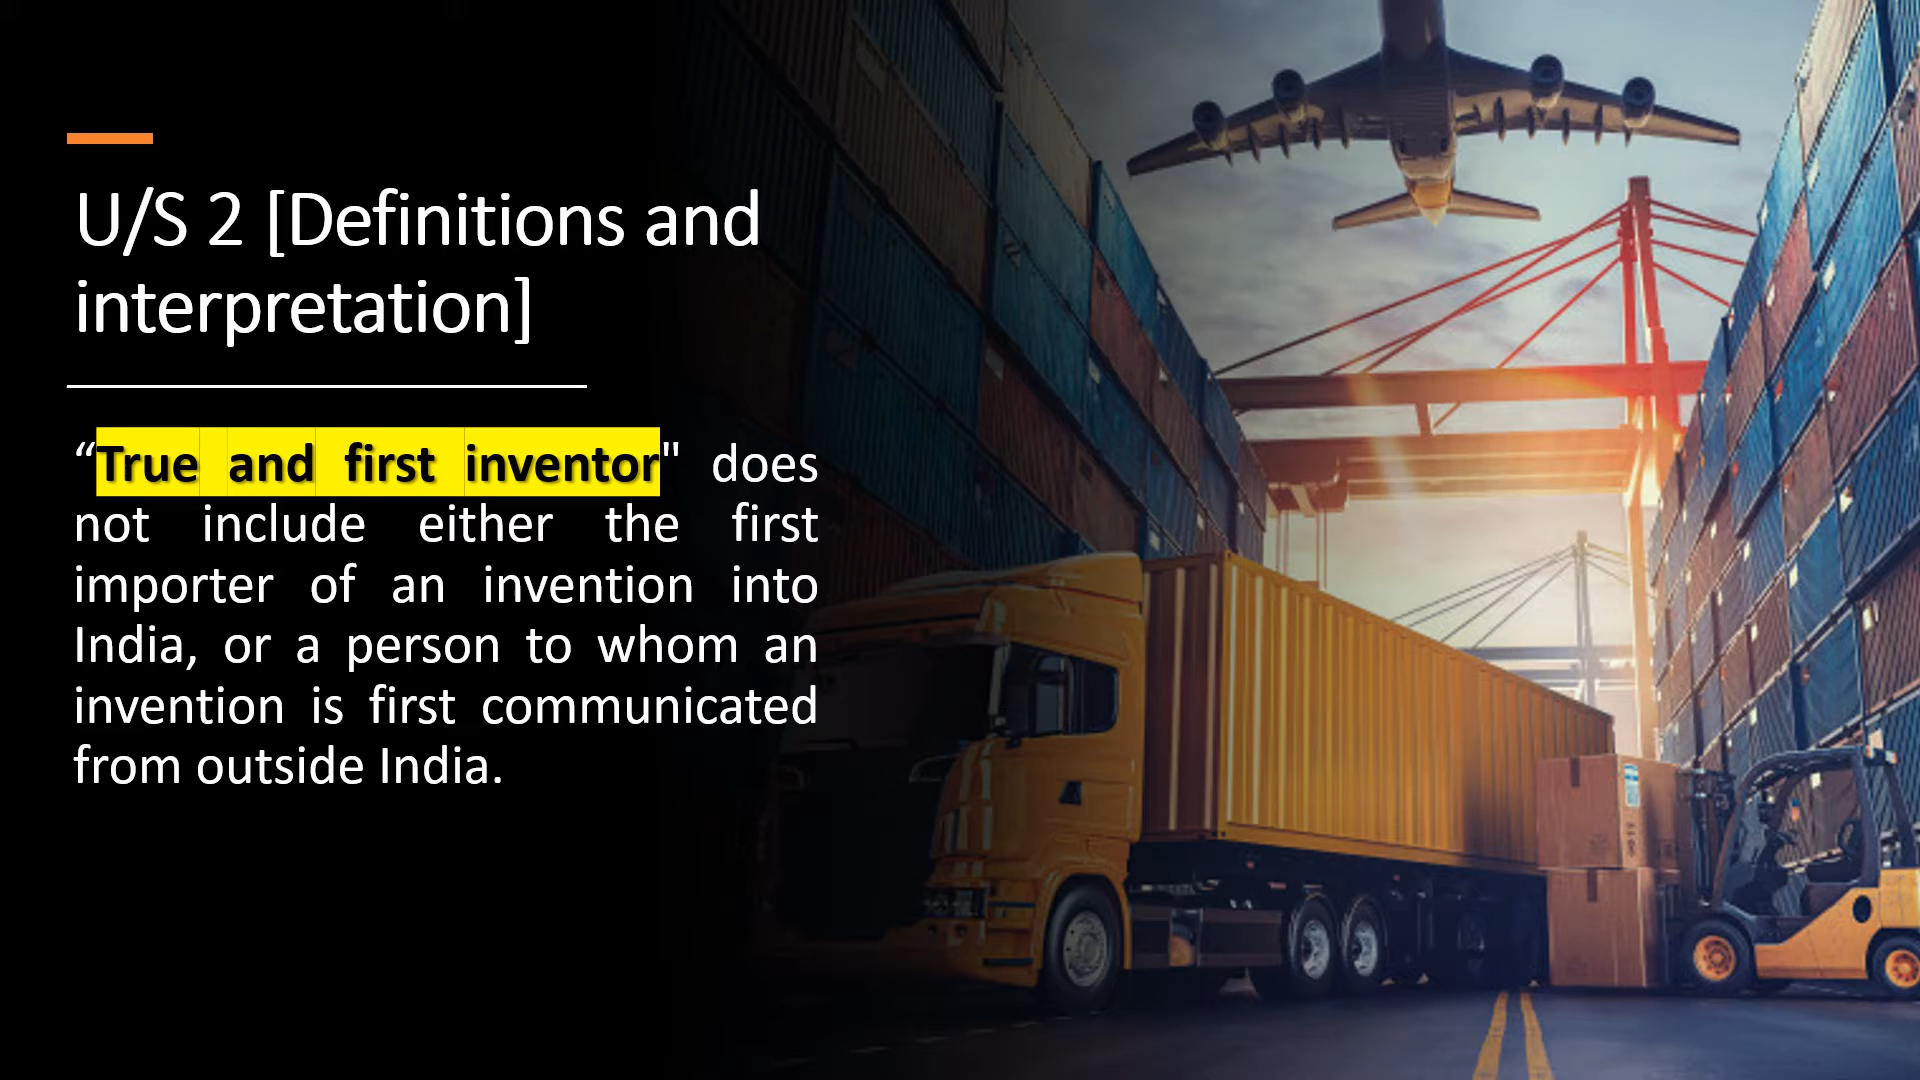 U/S 2 [Definitions and
interpretation]
“True and first inventor" does
not include either the first
importer of an invention into
India, or a person to whom an
invention is first communicated
from outside India.